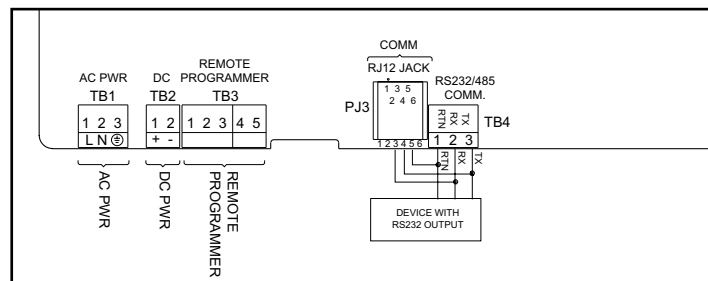 COMM
REMOTE
AC PWR DC PROGRAMMER RJ12 JACK
TB1 TB2 TB3
RS232/485
COMM.
1 3 5
2 4 6
PJ3
TB4
RTN RX TX
1 2 3 1 2 1 2 3 4 5
L N + -
1 2 3 4 5 6
1 2 3
RTN RX TX
AC PWR
DC PWR
REMOTE
PROGRAMMER
DEVICE WITH
RS232 OUTPUT